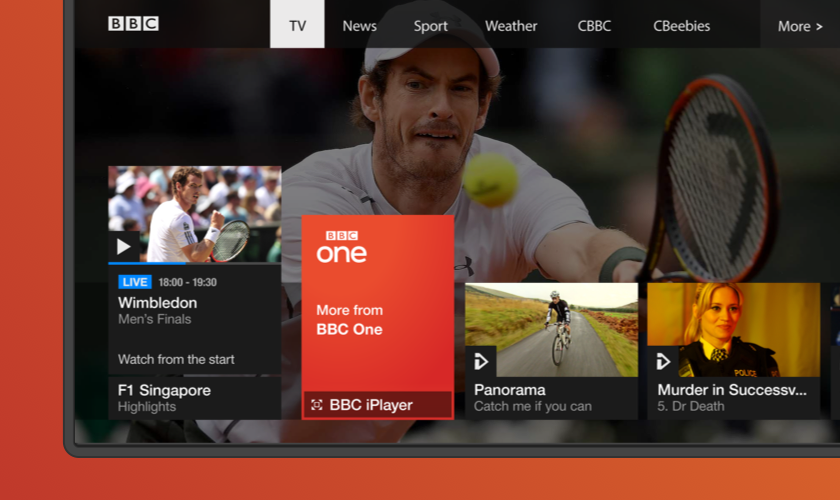 BBC
TV
News
Sport
Weather
CBBC
CBeebies
More >
LIVE 18:00 - 19:30
Wimbledon
Men's Finals
Watch from the start
F1 Singapore
Highlights
BBC
one
More from
BBC One
BBC iPlayer
Panorama
Catch me if you can
POLICE
Murder in Successv...
5. Dr Death